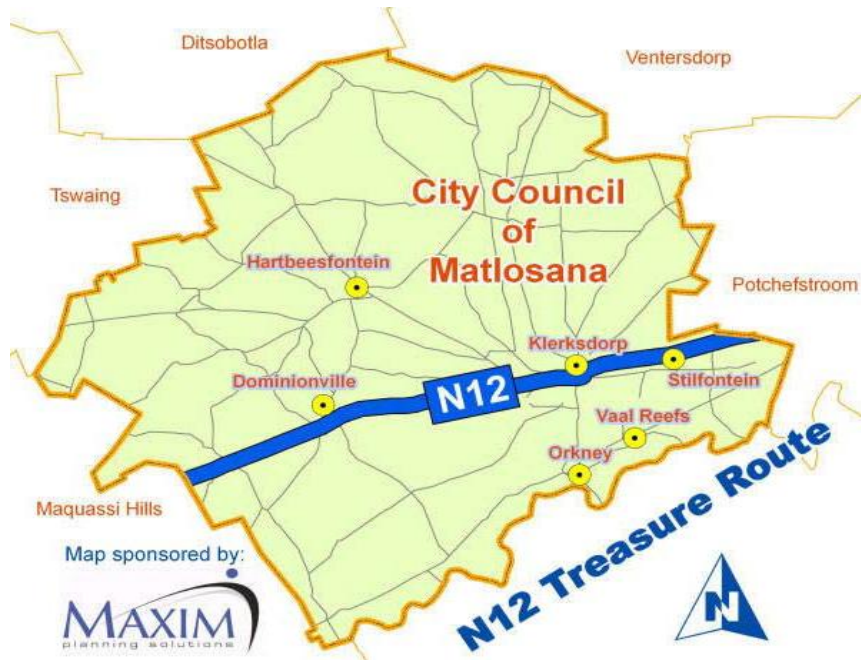 Ditsobotla
Ventersdorp
Tswaing
City Council
of
Matlosana
Hartbeesfontein
Potchefstroom
Klerksdorp
Dominionville
N12
Stilfontein
Vaal Reefs
Orkney
Maquassi Hills
N12 Treasure Route
Map sponsored by:
MAXIM
planning solutions
N